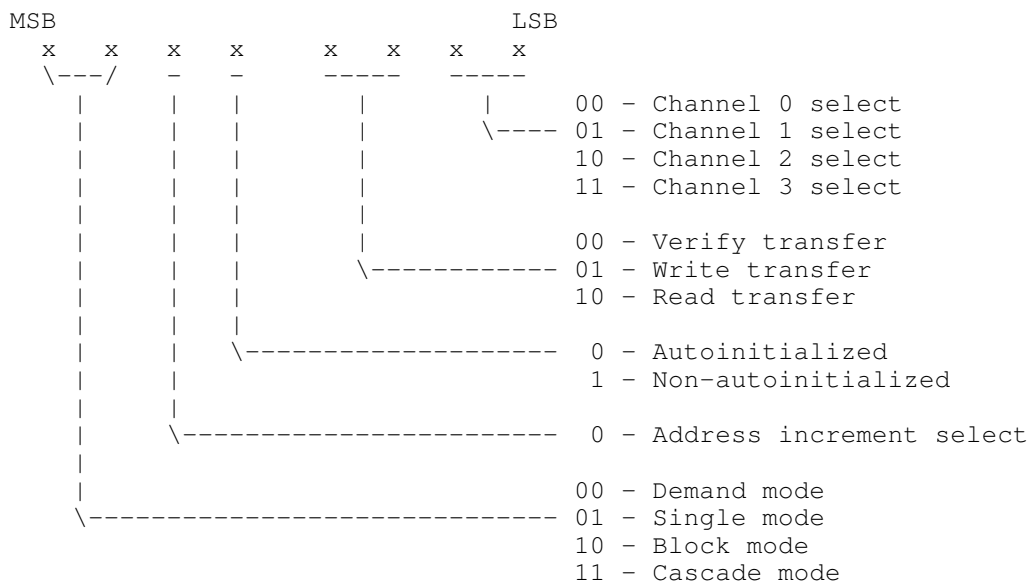 MSB                             LSB
  x   x   x   x     x   x   x   x
  \---/   -   -     -----   -----
    |     |   |       |       |     00 - Channel 0 select
    |     |   |       |       \---- 01 - Channel 1 select
    |     |   |       |             10 - Channel 2 select
    |     |   |       |             11 - Channel 3 select
    |     |   |       |
    |     |   |       |             00 - Verify transfer
    |     |   |       \------------ 01 - Write transfer
    |     |   |                     10 - Read transfer
    |     |   |
    |     |   \--------------------  0 - Autoinitialized
    |     |                          1 - Non-autoinitialized
    |     |
    |     \------------------------  0 - Address increment select
    |
    |                               00 - Demand mode
    \------------------------------ 01 - Single mode
                                    10 - Block mode
                                    11 - Cascade mode